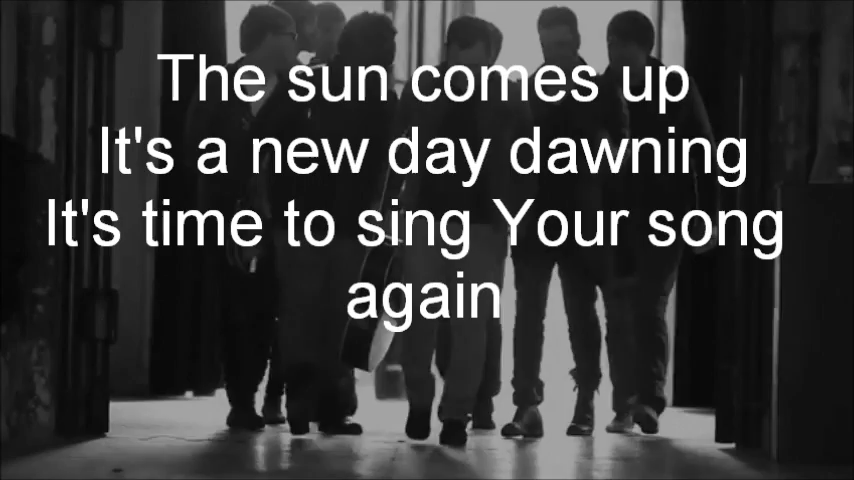 The sun comes up
It's a new day dawning
It's time to sing Your song
again